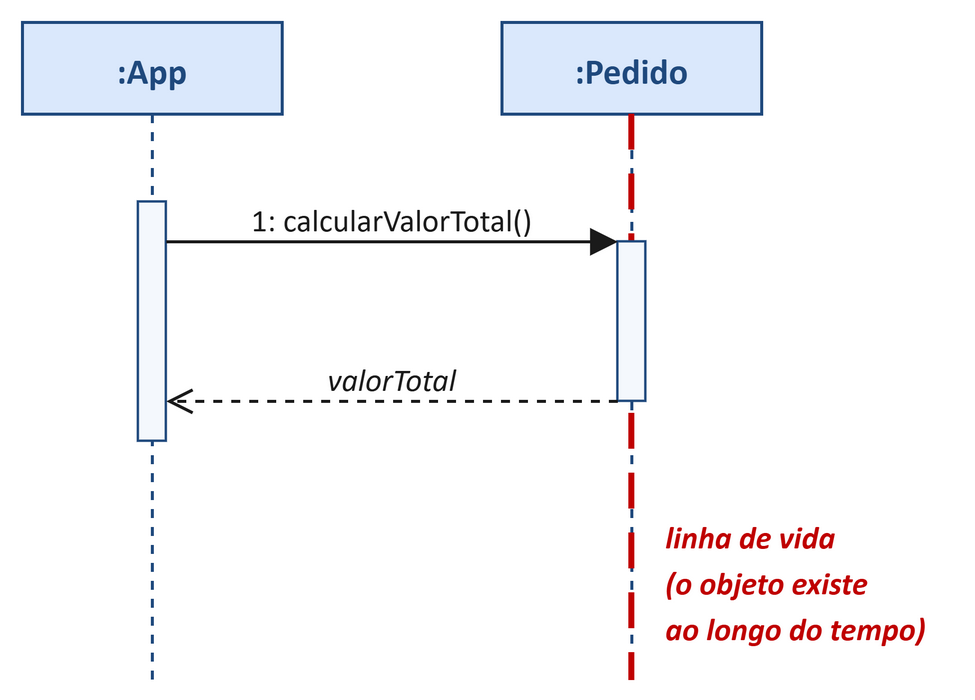 :App
:Pedido
1: calcularValorTotal()
valorTotal
linha de vida
(o objeto existe
ao longo do tempo)